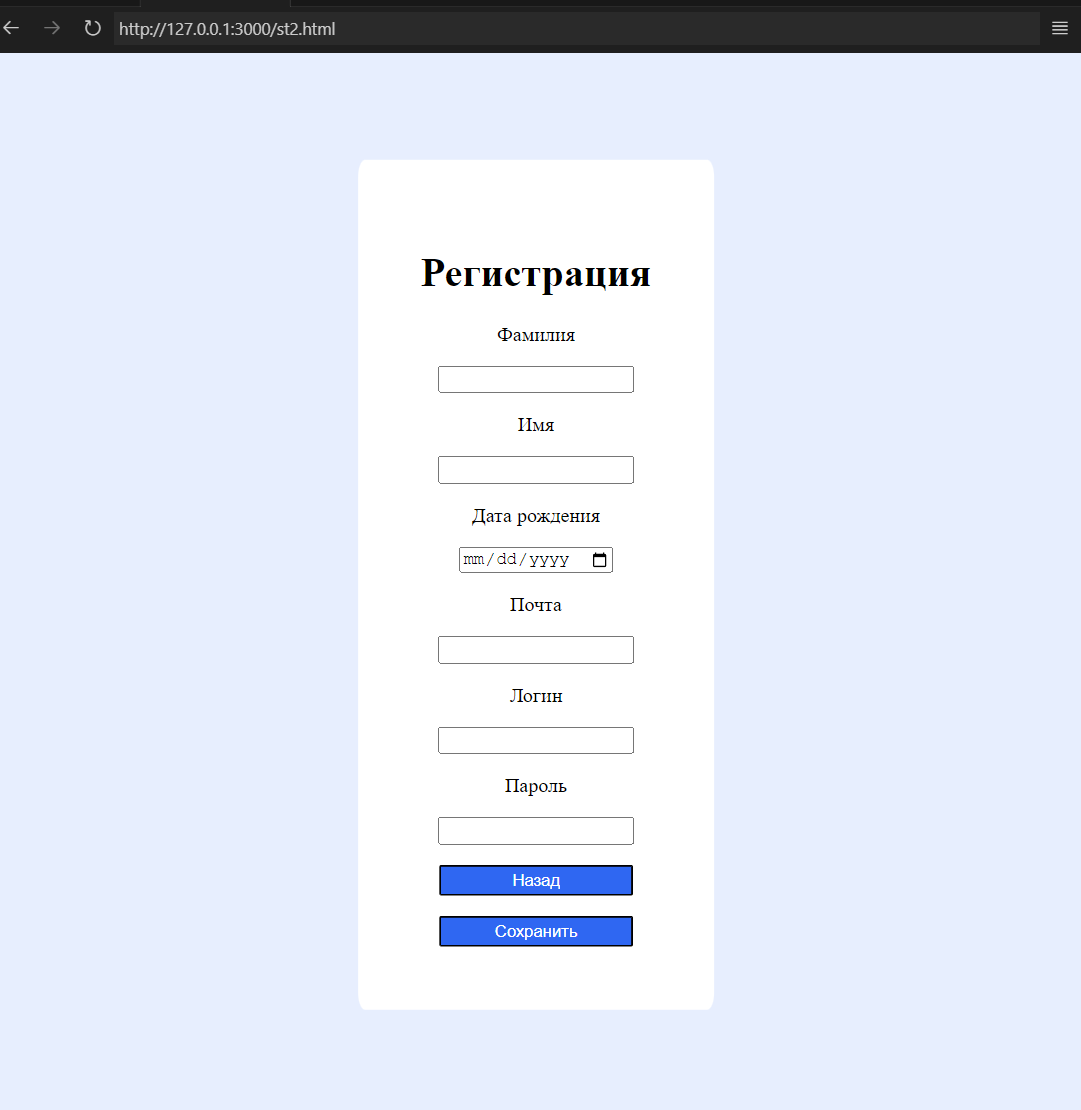 http://127.0.0.1:3000/st2.html
Регистрация
Фамилия
Имя
Дата рождения
mm/dd/yyyy
Почта
Логин
Пароль
Назад
Сохранить